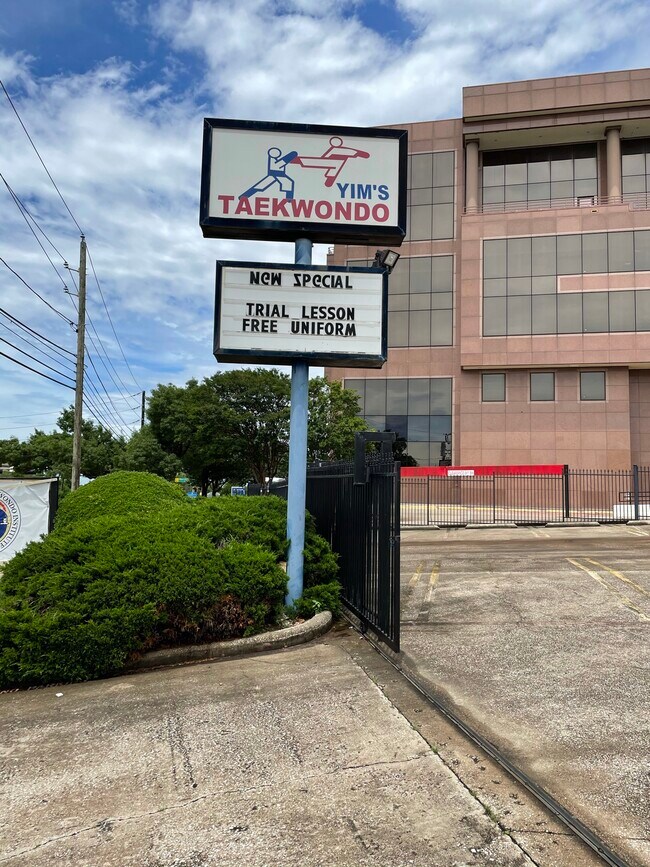 YIM'S
TAEKWONDO
NEW SPECIAL
TRIAL LESSON
FREE UNIFORM